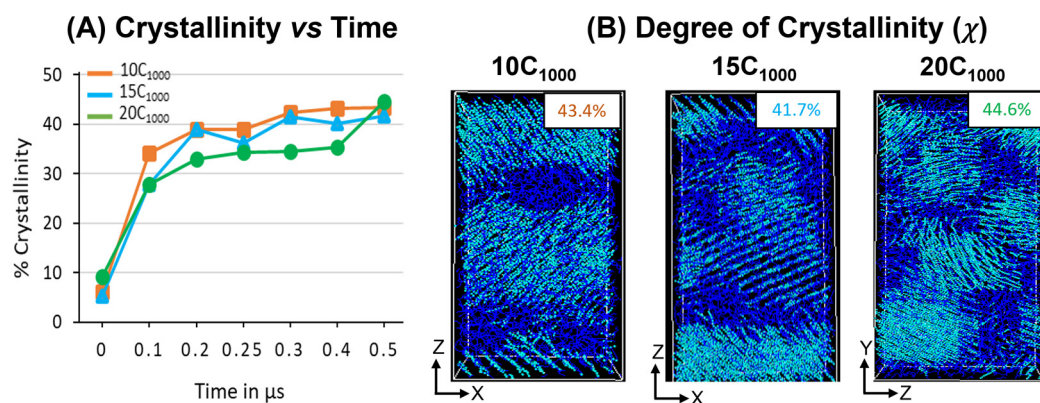 (A) Crystallinity vs Time
50
40
30
20
10
0
% Crystallinity
10C1000
15C1000
20C1000
0 0.1 0.2 0.25 0.3 0.4 0.5
Time in µs
(B) Degree of Crystallinity (χ)
10C1000 15C1000 20C1000
43.4% 41.7% 44.6%
Z Z Y
X X Z